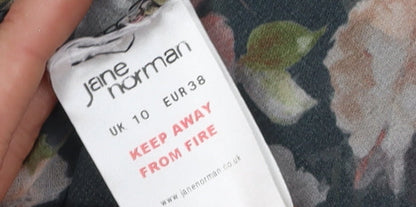 jane
norman
UK 10 EUR 38
KEEP AWAY
FROM FIRE
www.janenorman.co.uk